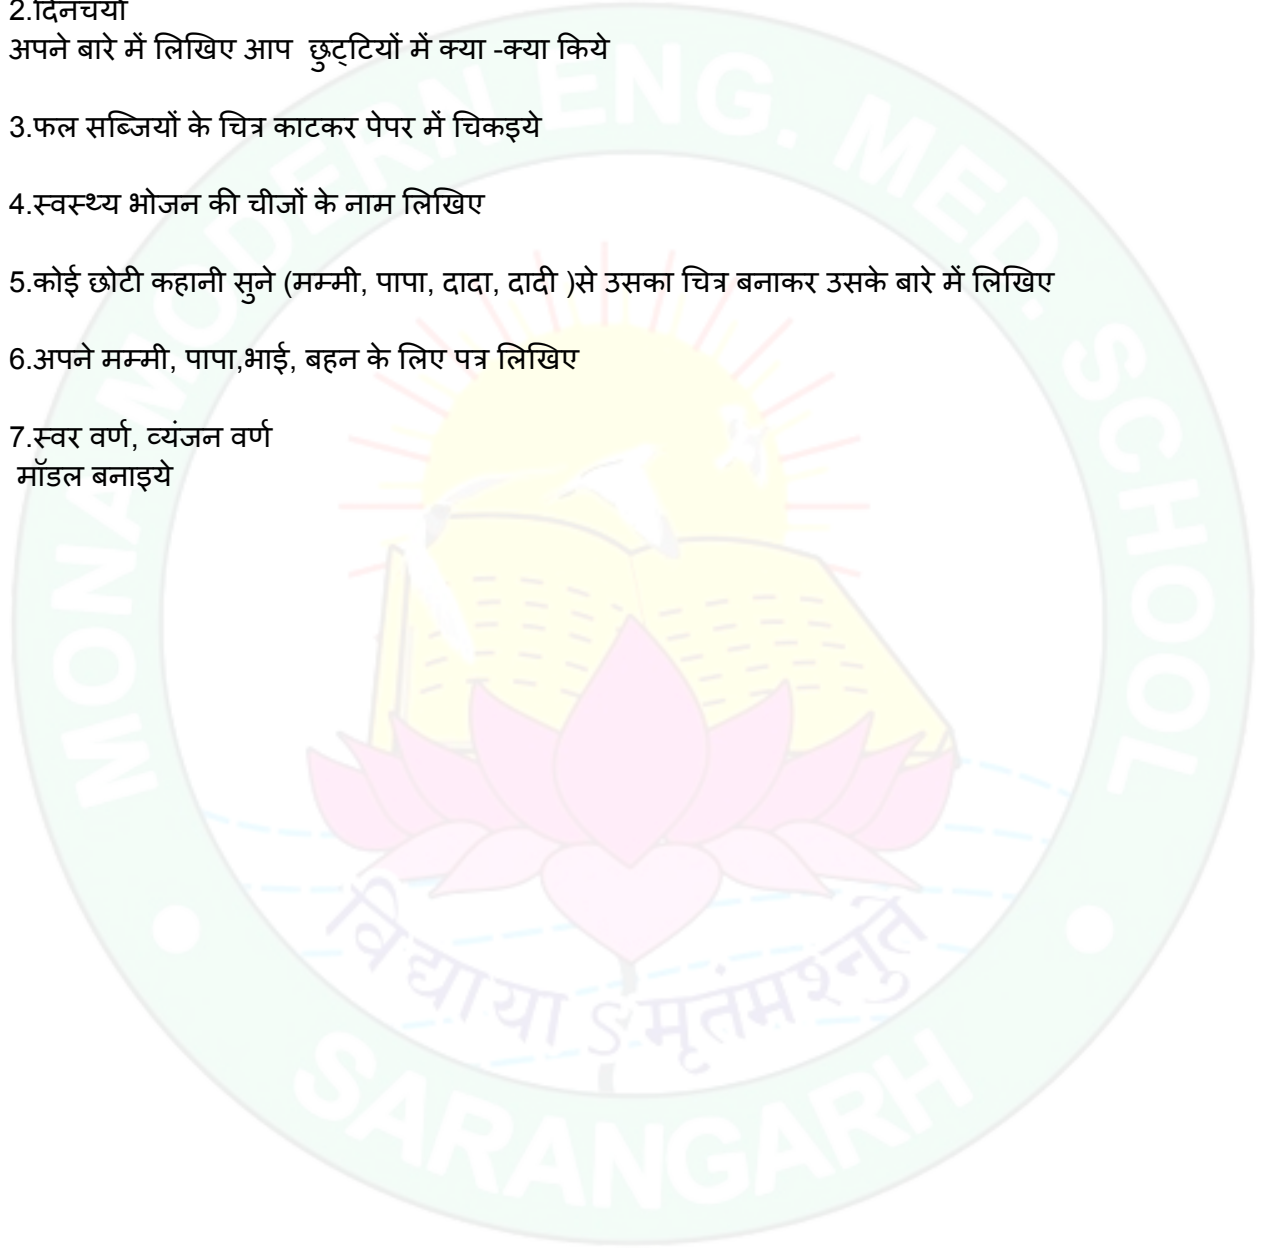 2.दिनचर्या
अपने बारे में लिखिए आप  छुट्टियों में क्या -क्या किये
3.फल सब्जियों के चित्र काटकर पेपर में चिकइये
4.स्वस्थ्य भोजन की चीजों के नाम लिखिए
5.कोई छोटी कहानी सुने (मम्मी, पापा, दादा, दादी )से उसका चित्र बनाकर उसके बारे में लिखिए
6.अपने मम्मी, पापा,भाई, बहन के लिए पत्र लिखिए
7.स्वर वर्ण, व्यंजन वर्ण
मॉडल बनाइये
MONA MODERN ENG. MED. SCHOOL
विद्याया ऽ मृतंमश्नुते
SARANGARH